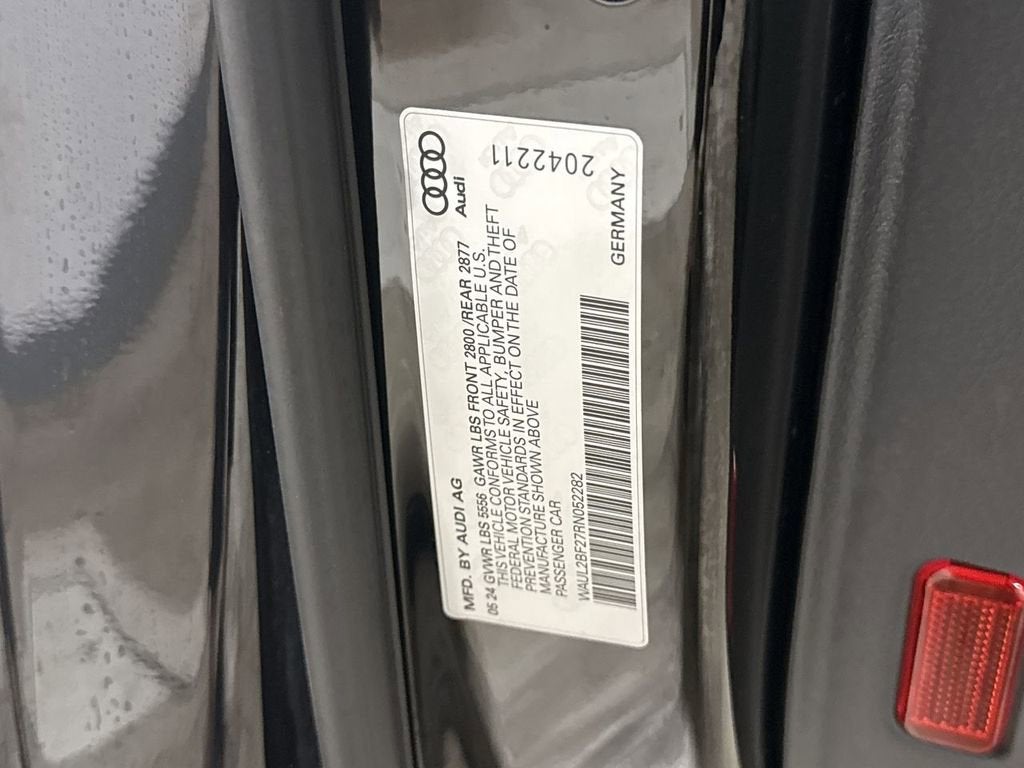 Audi
2042211
MFD. BY AUDI AG
05 24 GVWR LBS 5556 GAWR LBS FRONT 2800 / REAR 2877
THIS VEHICLE CONFORMS TO ALL APPLICABLE U.S.
FEDERAL MOTOR VEHICLE SAFETY, BUMPER AND THEFT
PREVENTION STANDARDS IN EFFECT ON THE DATE OF
MANUFACTURE SHOWN ABOVE
PASSENGER CAR
WAUL2BF27RN052282
GERMANY